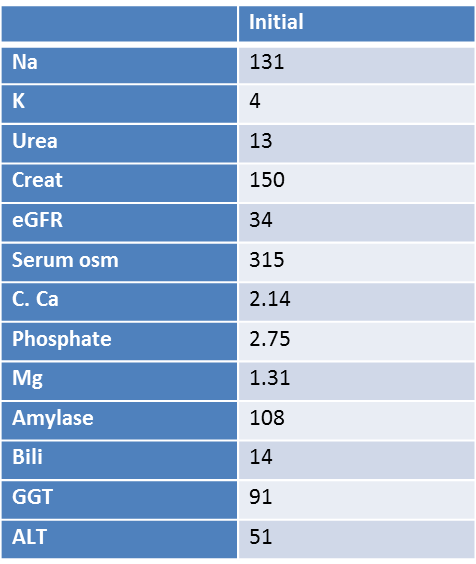 Initial
Na 131
K 4
Urea 13
Creat 150
eGFR 34
Serum osm 315
C. Ca 2.14
Phosphate 2.75
Mg 1.31
Amylase 108
Bili 14
GGT 91
ALT 51